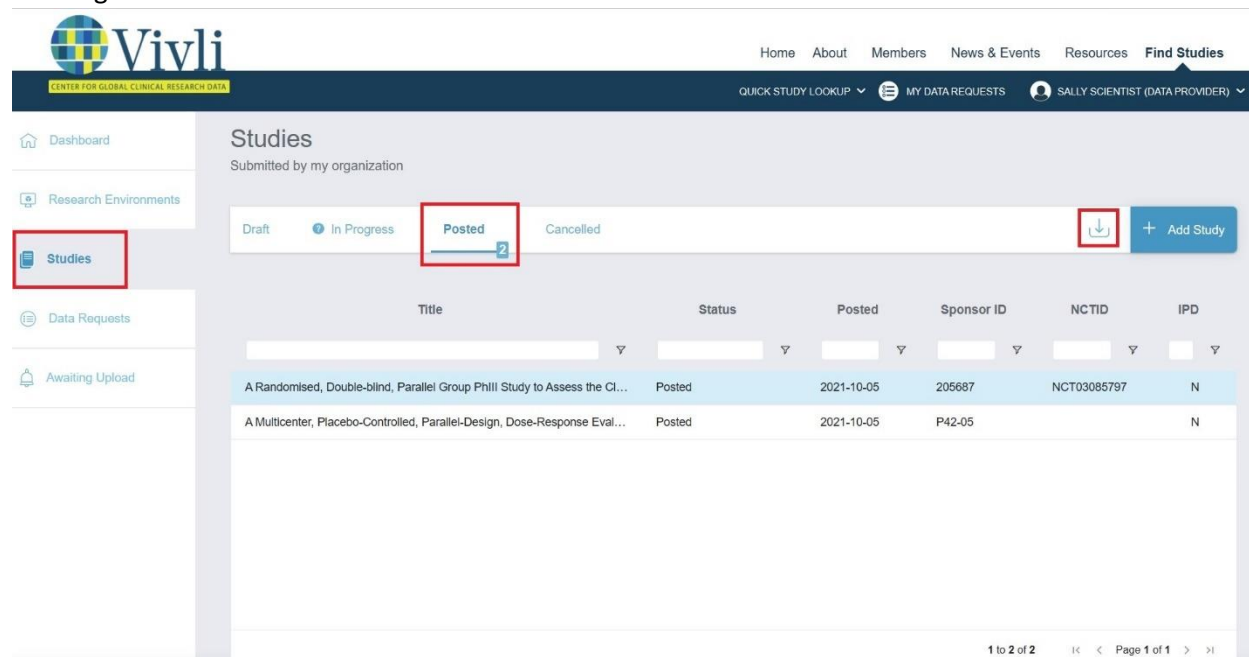 Vivli
CENTER FOR GLOBAL CLINICAL RESEARCH DATA
Home About Members News & Events Resources Find Studies
QUICK STUDY LOOKUP MY DATA REQUESTS SALLY SCIENTIST (DATA PROVIDER)
Dashboard
Research Environments
Studies
Data Requests
Awaiting Upload
Studies
Submitted by my organization
Draft ? In Progress Posted 2 Cancelled + Add Study
Title Status Posted Sponsor ID NCTID IPD
A Randomised, Double-blind, Parallel Group PhIII Study to Assess the Cl... Posted 2021-10-05 205687 NCT03085797 N
A Multicenter, Placebo-Controlled, Parallel-Design, Dose-Response Eval... Posted 2021-10-05 P42-05 N
1 to 2 of 2 Page 1 of 1